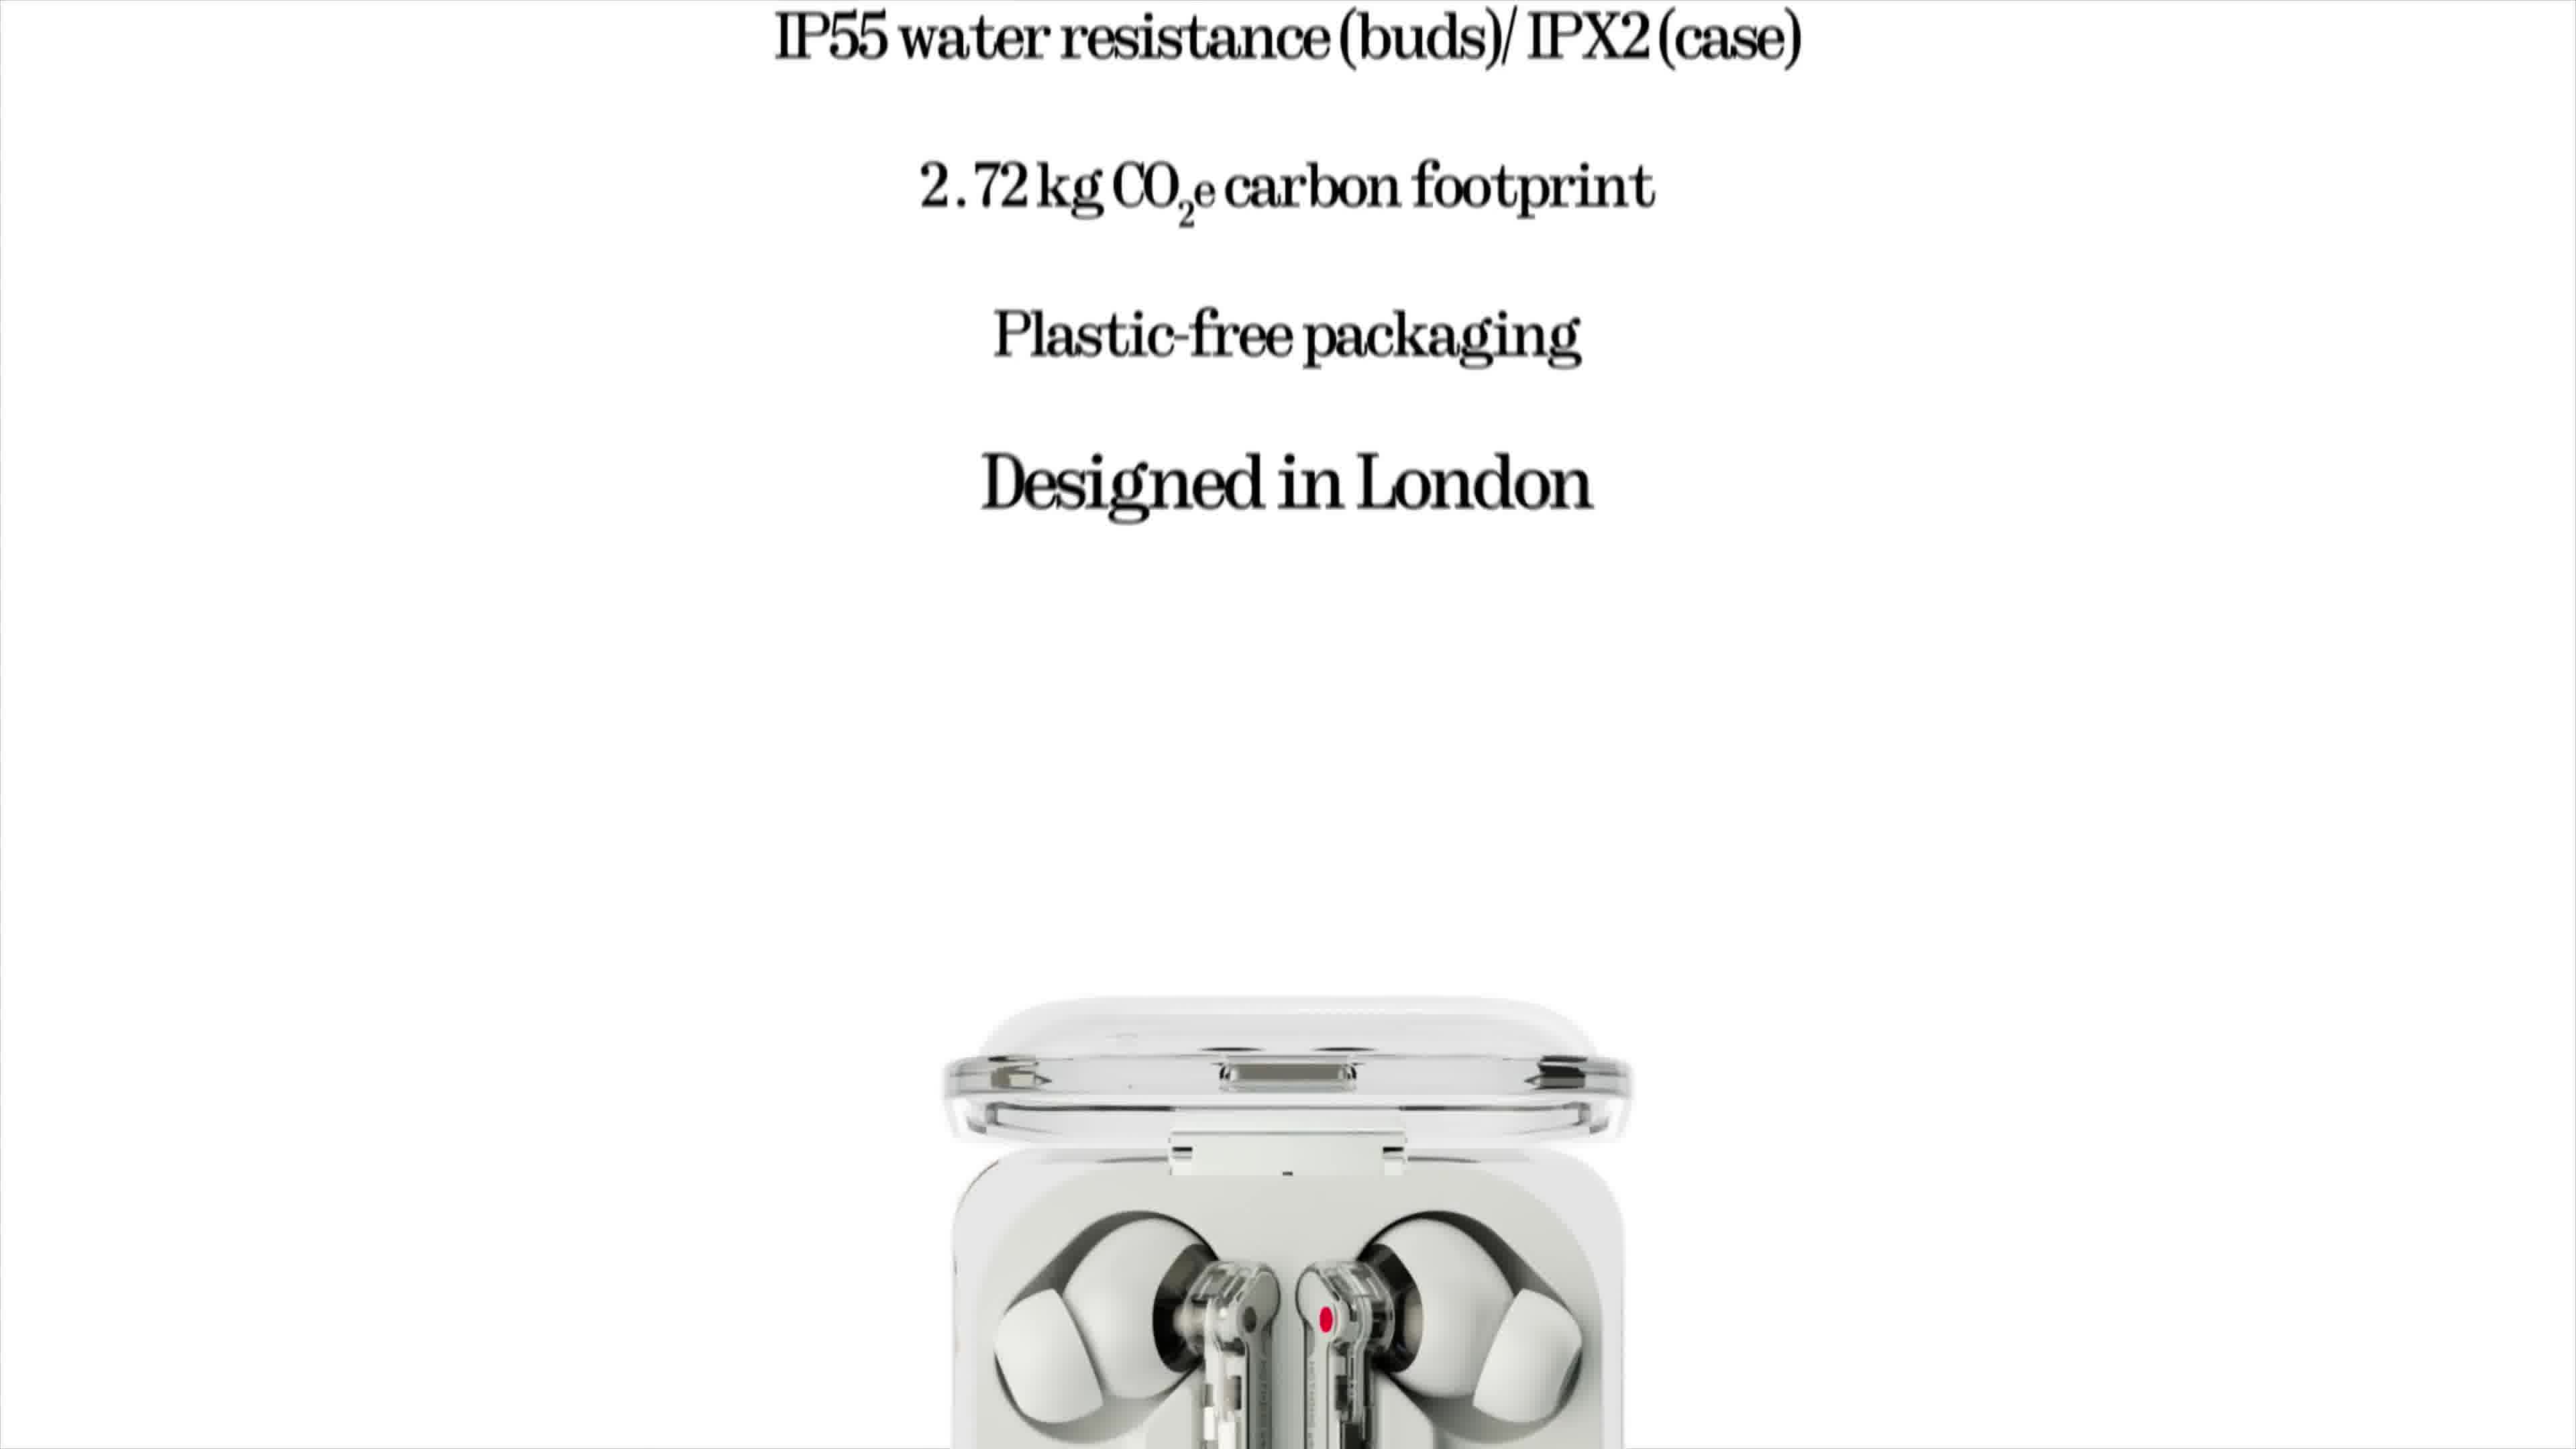 IP55 water resistance (buds)/ IPX2 (case)
2.72 kg CO₂e carbon footprint
Plastic-free packaging
Designed in London